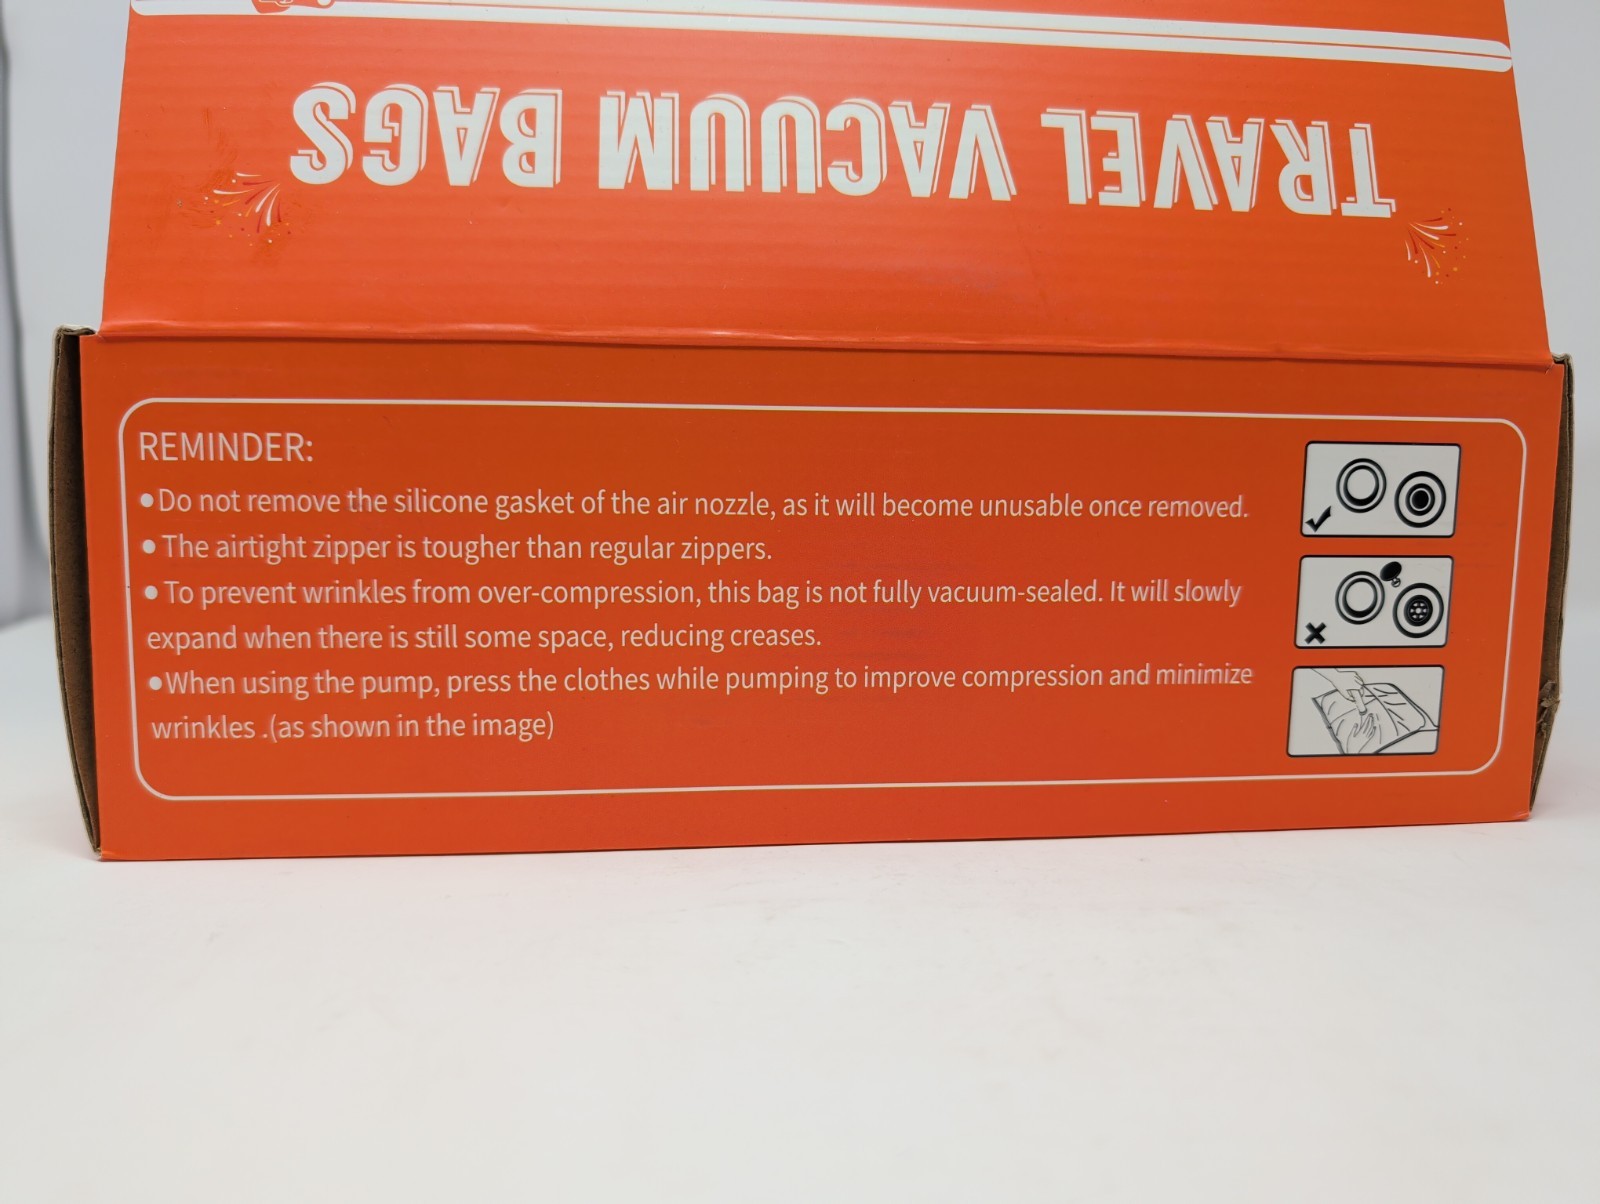 TRAVEL VACUUM BAGS
REMINDER:
●Do not remove the silicone gasket of the air nozzle, as it will become unusable once removed.
● The airtight zipper is tougher than regular zippers.
● To prevent wrinkles from over-compression, this bag is not fully vacuum-sealed. It will slowly
expand when there is still some space, reducing creases.
●When using the pump, press the clothes while pumping to improve compression and minimize
wrinkles .(as shown in the image)